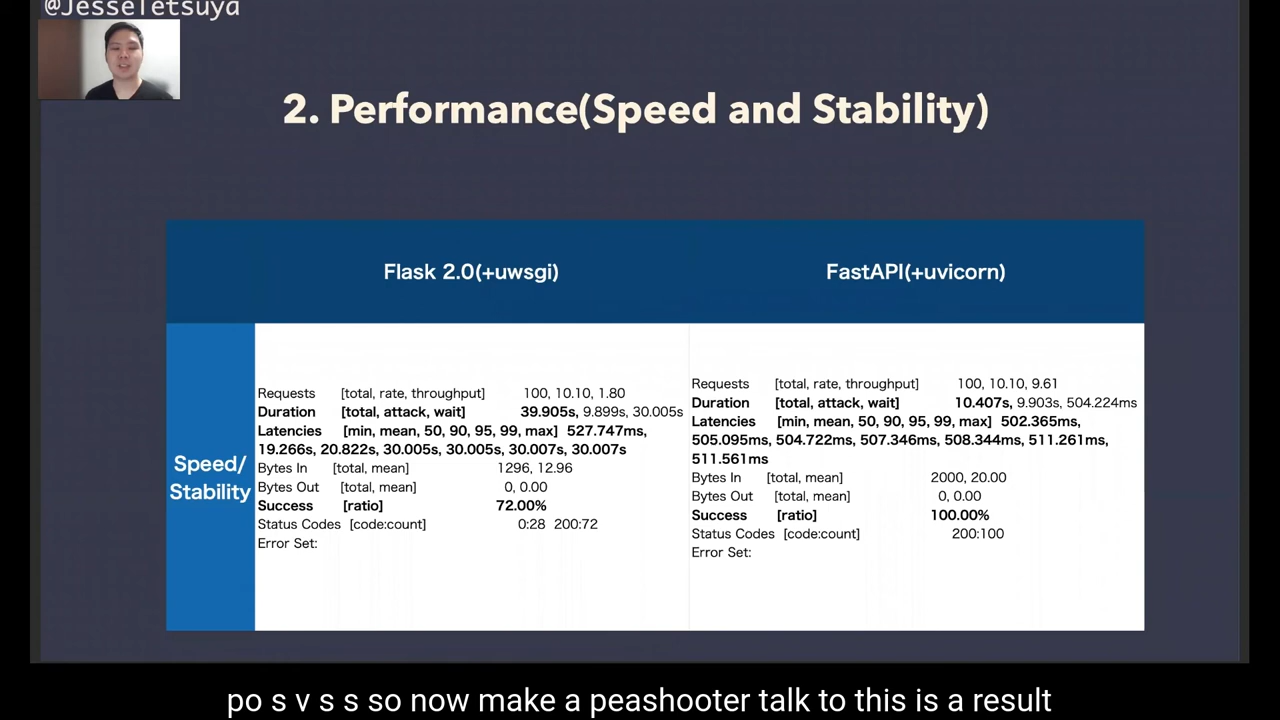 @JesseTetsuya
2. Performance(Speed and Stability)
Flask 2.0(+uwsgi)
FastAPI(+uvicorn)
Speed/
Stability
Requests [total, rate, throughput] 100, 10.10, 1.80
Duration [total, attack, wait] 39.905s, 9.899s, 30.005s
Latencies [min, mean, 50, 90, 95, 99, max] 527.747ms,
19.266s, 20.822s, 30.005s, 30.005s, 30.007s, 30.007s
Bytes In [total, mean] 1296, 12.96
Bytes Out [total, mean] 0, 0.00
Success [ratio] 72.00%
Status Codes [code:count] 0:28 200:72
Error Set:
Requests [total, rate, throughput] 100, 10.10, 9.61
Duration [total, attack, wait] 10.407s, 9.903s, 504.224ms
Latencies [min, mean, 50, 90, 95, 99, max] 502.365ms,
505.095ms, 504.722ms, 507.346ms, 508.344ms, 511.261ms,
511.561ms
Bytes In [total, mean] 2000, 20.00
Bytes Out [total, mean] 0, 0.00
Success [ratio] 100.00%
Status Codes [code:count] 200:100
Error Set:
po s v s s so now make a peashooter talk to this is a result